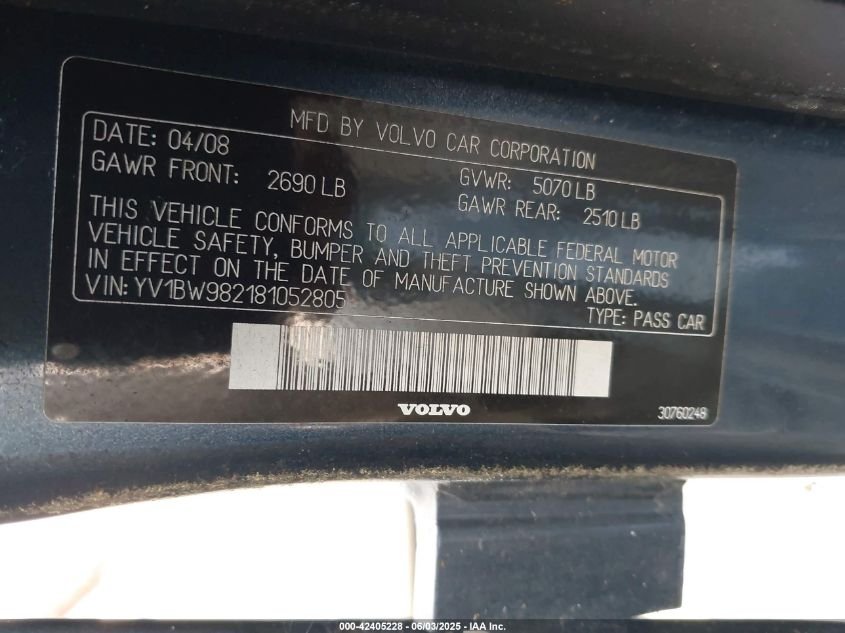 MFD BY VOLVO CAR CORPORATION
DATE: 04/08
GVWR: 5070 LB
GAWR FRONT: 2690 LB
GAWR REAR: 2510 LB
THIS VEHICLE CONFORMS TO ALL APPLICABLE FEDERAL MOTOR
VEHICLE SAFETY, BUMPER AND THEFT PREVENTION STANDARDS
IN EFFECT ON THE DATE OF MANUFACTURE SHOWN ABOVE.
VIN: YV1BW982181052805
TYPE: PASS CAR
VOLVO
30760248
000-42405228 - 06/03/2025 - IAA Inc.